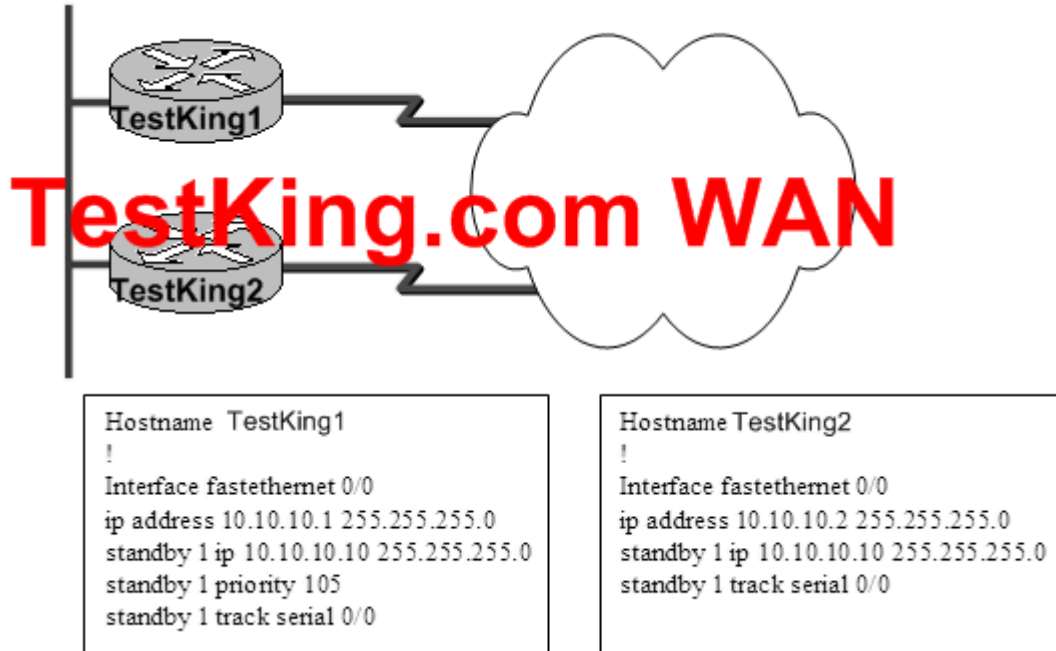 TestKing1
TestKing.com WAN
TestKing2
Hostname TestKing1
!
Interface fastethernet 0/0
ip address 10.10.10.1 255.255.255.0
standby 1 ip 10.10.10.10 255.255.255.0
standby 1 priority 105
standby 1 track serial 0/0
Hostname TestKing2
!
Interface fastethernet 0/0
ip address 10.10.10.2 255.255.255.0
standby 1 ip 10.10.10.10 255.255.255.0
standby 1 track serial 0/0